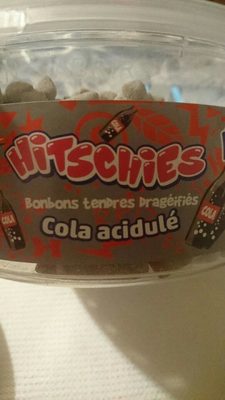 HITSCHIES
Bonbons tendres dragéifiés
Cola acidulé
COLA
COLA